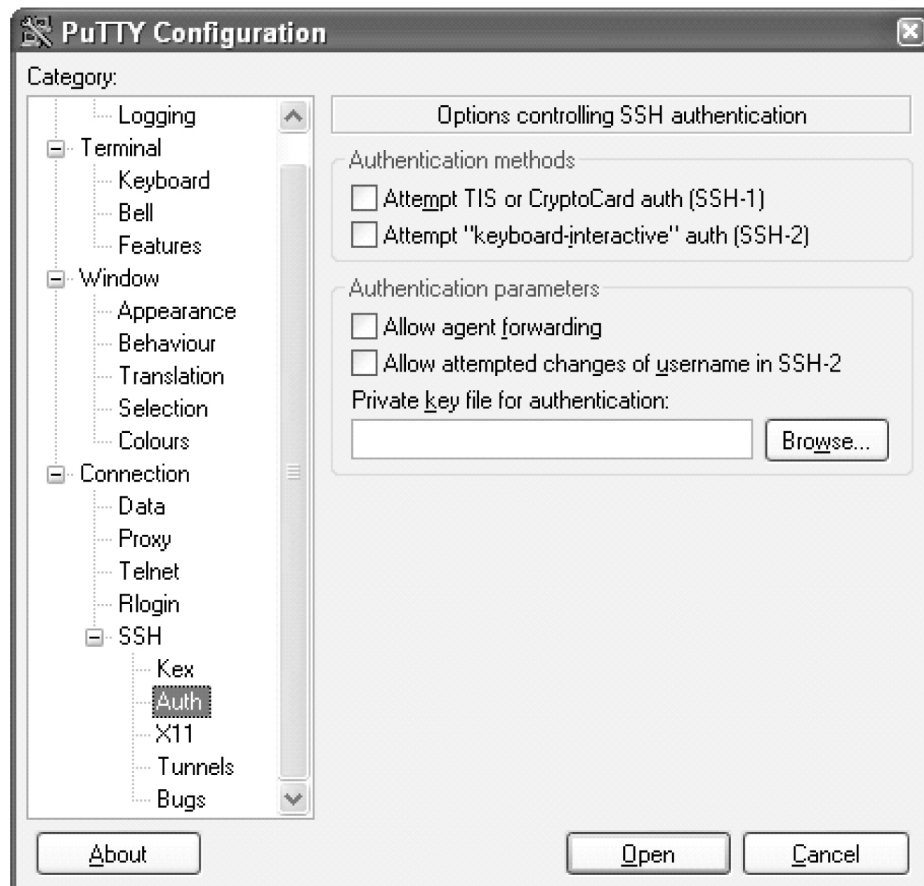 PuTTY Configuration
Category:
Logging
Terminal
Keyboard
Bell
Features
Window
Appearance
Behaviour
Translation
Selection
Colours
Connection
Data
Proxy
Telnet
Rlogin
SSH
Kex
Auth
X11
Tunnels
Bugs
Options controlling SSH authentication
Authentication methods
Attempt TIS or CryptoCard auth (SSH-1)
Attempt "keyboard-interactive" auth (SSH-2)
Authentication parameters
Allow agent forwarding
Allow attempted changes of username in SSH-2
Private key file for authentication:
Browse...
About
Open
Cancel